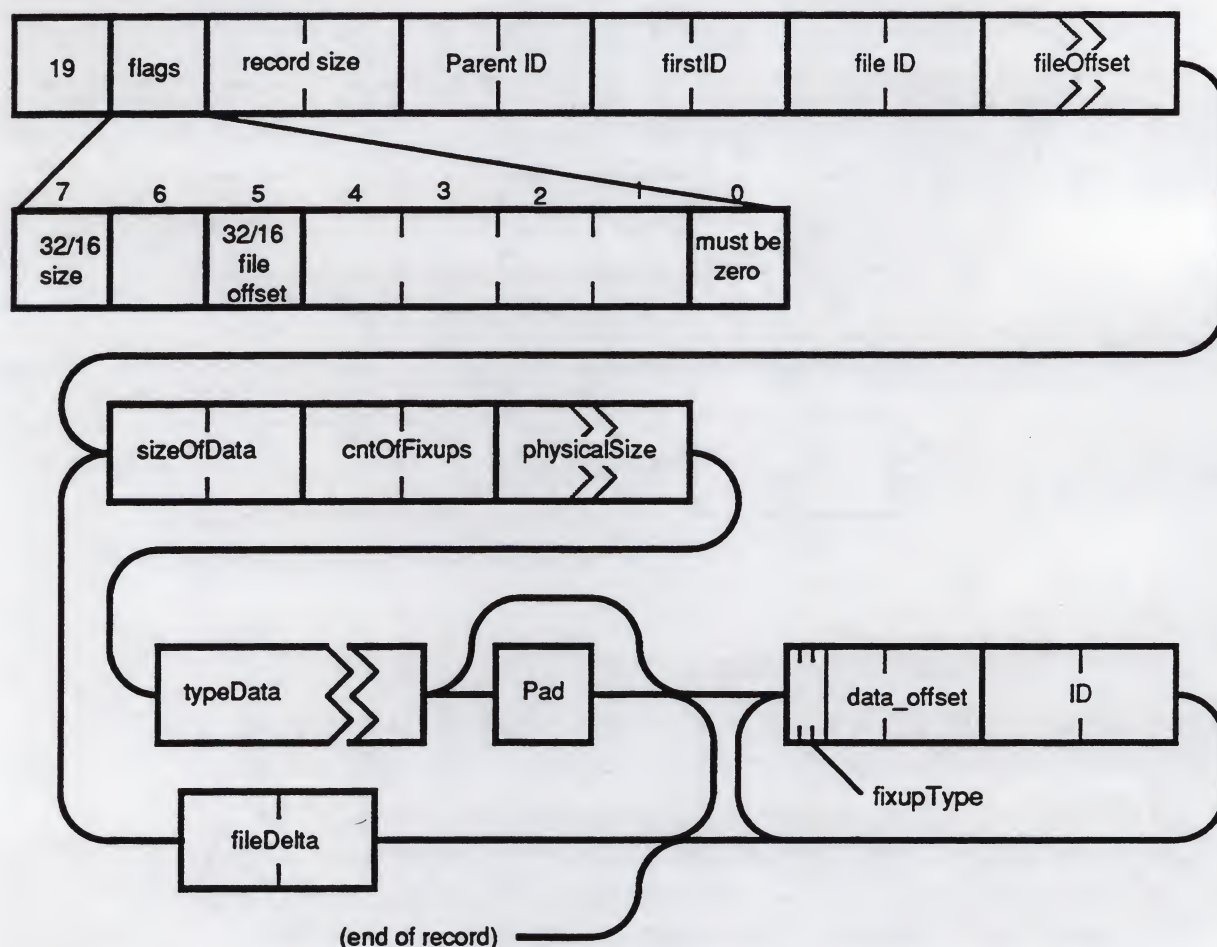 19 flags record size Parent ID firstID file ID fileOffset
7 6 5 4 3 2 1 0
32/16 size
32/16 file offset
must be zero
sizeOfData cntOfFixups physicalSize
typeData Pad data_offset ID
fixupType
fileDelta
(end of record)